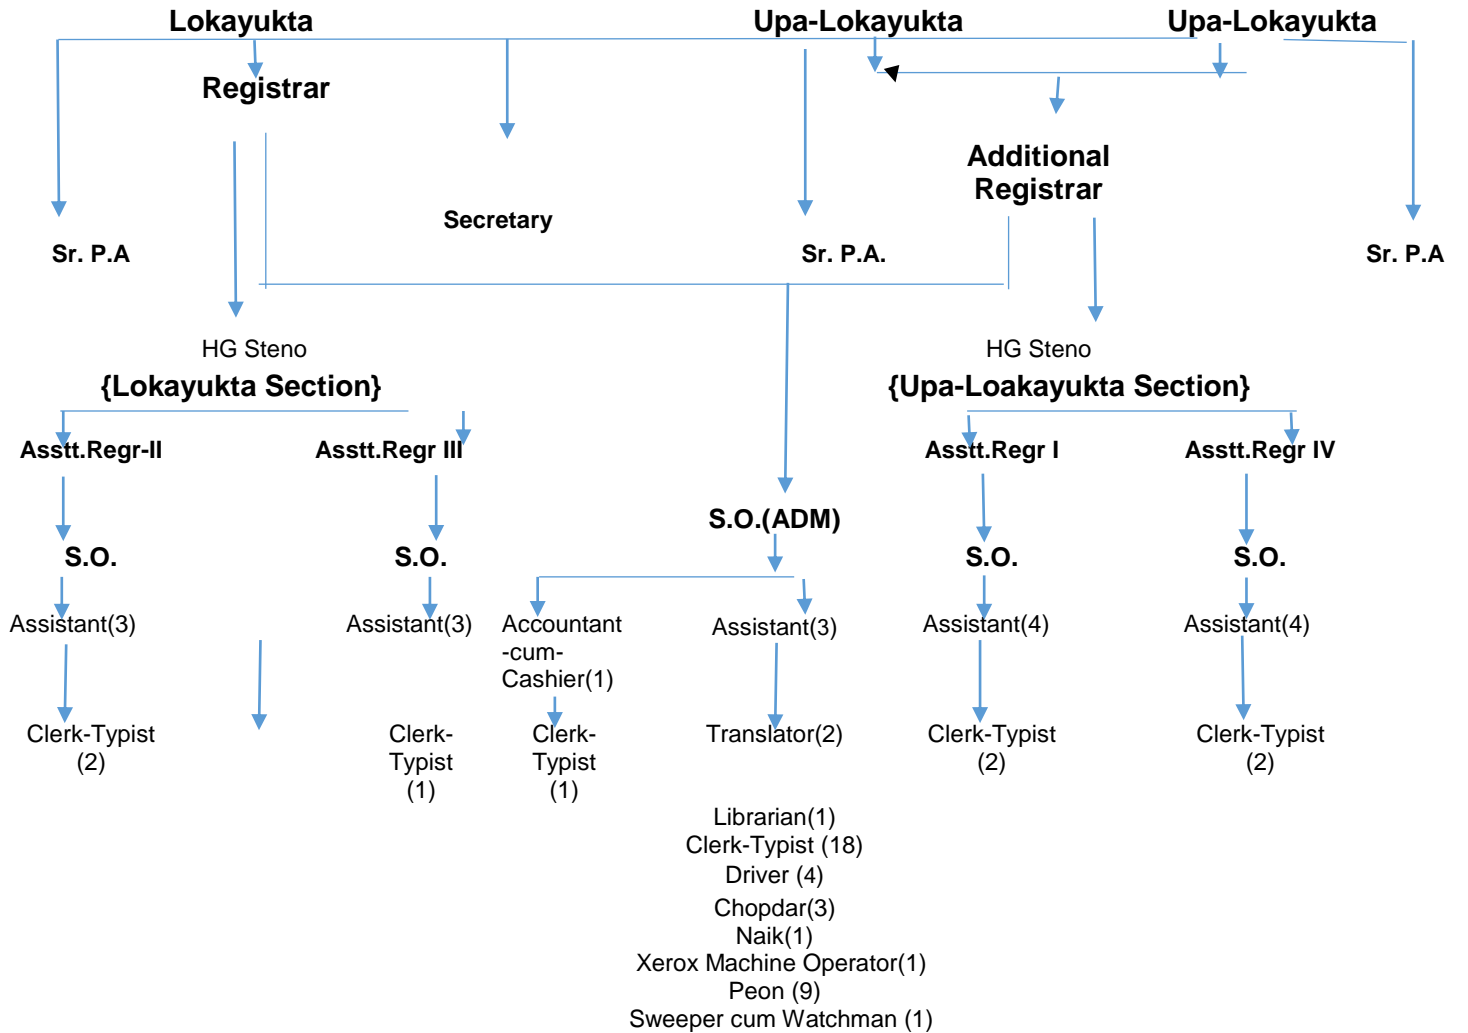 Lokayukta
Upa-Lokayukta
Upa-Lokayukta
Registrar
Additional
Registrar
Secretary
Sr. P.A
Sr. P.A.
Sr. P.A
HG Steno
HG Steno
{Lokayukta Section}
{Upa-Loakayukta Section}
Asstt.Regr-II
Asstt.Regr III
Asstt.Regr I
Asstt.Regr IV
S.O.(ADM)
S.O.
S.O.
S.O.
S.O.
Assistant(3)
Assistant(3)
Accountant
-cum-
Cashier(1)
Assistant(3)
Assistant(4)
Assistant(4)
Clerk-Typist
(2)
Clerk-
Typist
(1)
Clerk-
Typist
(1)
Translator(2)
Clerk-Typist
(2)
Clerk-Typist
(2)
Librarian(1)
Clerk-Typist (18)
Driver (4)
Chopdar(3)
Naik(1)
Xerox Machine Operator(1)
Peon (9)
Sweeper cum Watchman (1)